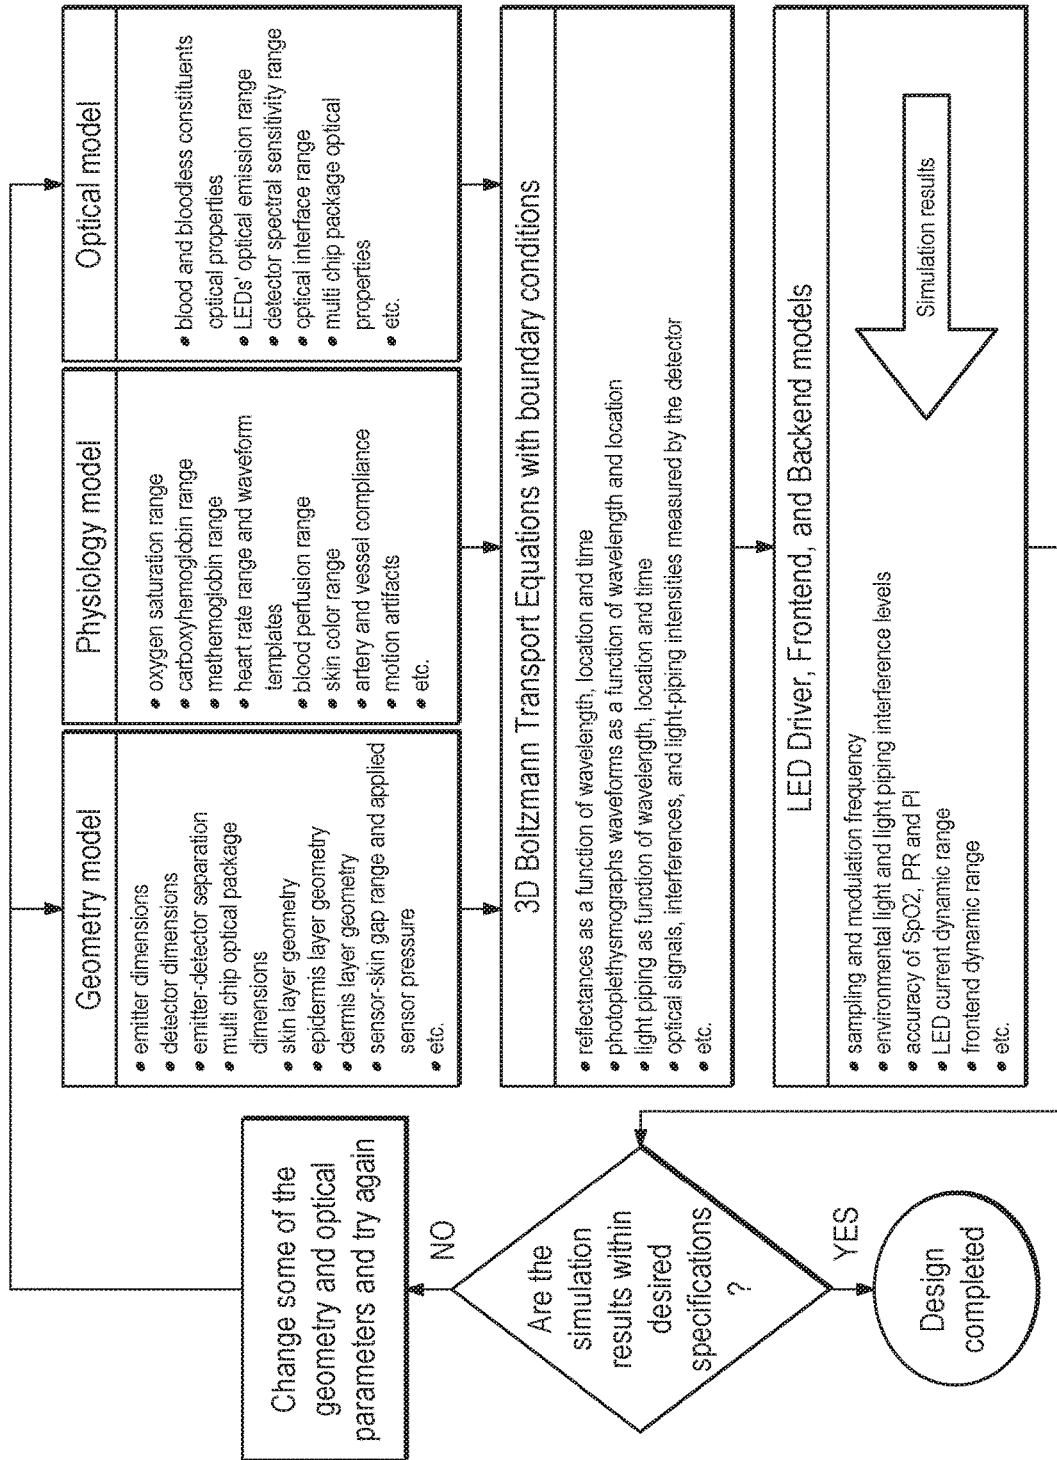 Geometry model
• emitter dimensions
• detector dimensions
• emitter-detector separation
• multi chip optical package
dimensions
• skin layer geometry
• epidermis layer geometry
• dermis layer geometry
• sensor-skin gap range and applied
sensor pressure
• etc.
Physiology model
• oxygen saturation range
• carboxyhemoglobin range
• methemoglobin range
• heart rate range and waveform
templates
• blood perfusion range
• skin color range
• artery and vessel compliance
• motion artifacts
• etc.
Optical model
• blood and bloodless constituents
optical properties
• LEDs' optical emission range
• detector spectral sensitivity range
• optical interface range
• multi chip package optical
properties
• etc.
3D Boltzmann Transport Equations with boundary conditions
• reflectances as a function of wavelength, location and time
• photoplethysmographs waveforms as a function of wavelength and location
• light piping as function of wavelength, location and time
• optical signals, interferences, and light-piping intensities measured by the detector
• etc.
LED Driver, Frontend, and Backend models
• sampling and modulation frequency
• environmental light and light piping interference levels
• accuracy of SpO2, PR and PI
• LED current dynamic range
• frontend dynamic range
• etc.
Simulation results
Change some of the
geometry and optical
parameters and try again
NO
Are the
simulation
results within
desired
specifications
?
YES
Design
completed